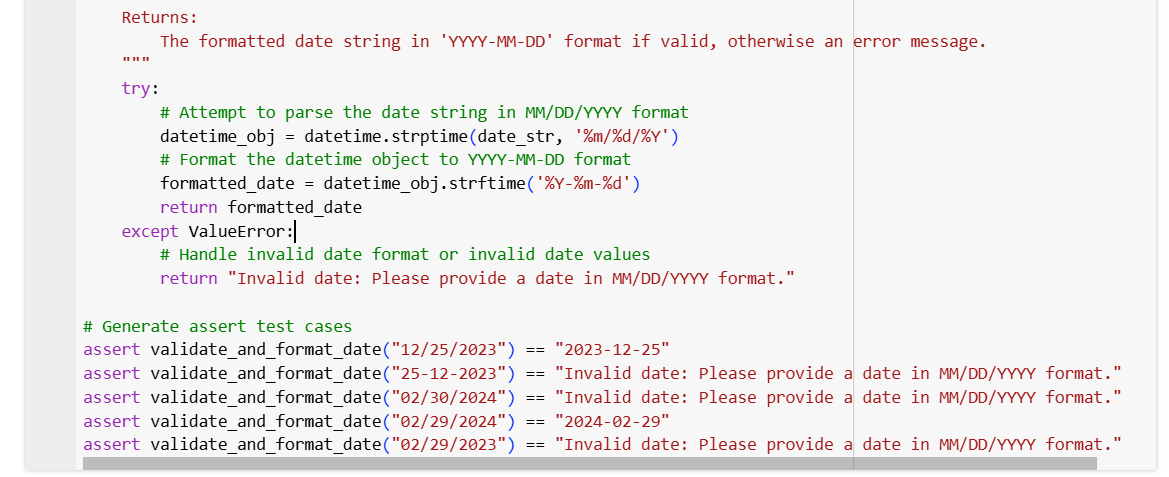 Returns:
The formatted date string in 'YYYY-MM-DD' format if valid, otherwise an error message.
"""
try:
# Attempt to parse the date string in MM/DD/YYYY format
datetime_obj = datetime.strptime(date_str, '%m/%d/%Y')
# Format the datetime object to YYYY-MM-DD format
formatted_date = datetime_obj.strftime('%Y-%m-%d')
return formatted_date
except ValueError:
# Handle invalid date format or invalid date values
return "Invalid date: Please provide a date in MM/DD/YYYY format."
# Generate assert test cases
assert validate_and_format_date("12/25/2023") == "2023-12-25"
assert validate_and_format_date("25-12-2023") == "Invalid date: Please provide a date in MM/DD/YYYY format."
assert validate_and_format_date("02/30/2024") == "Invalid date: Please provide a date in MM/DD/YYYY format."
assert validate_and_format_date("02/29/2024") == "2024-02-29"
assert validate_and_format_date("02/29/2023") == "Invalid date: Please provide a date in MM/DD/YYYY format."